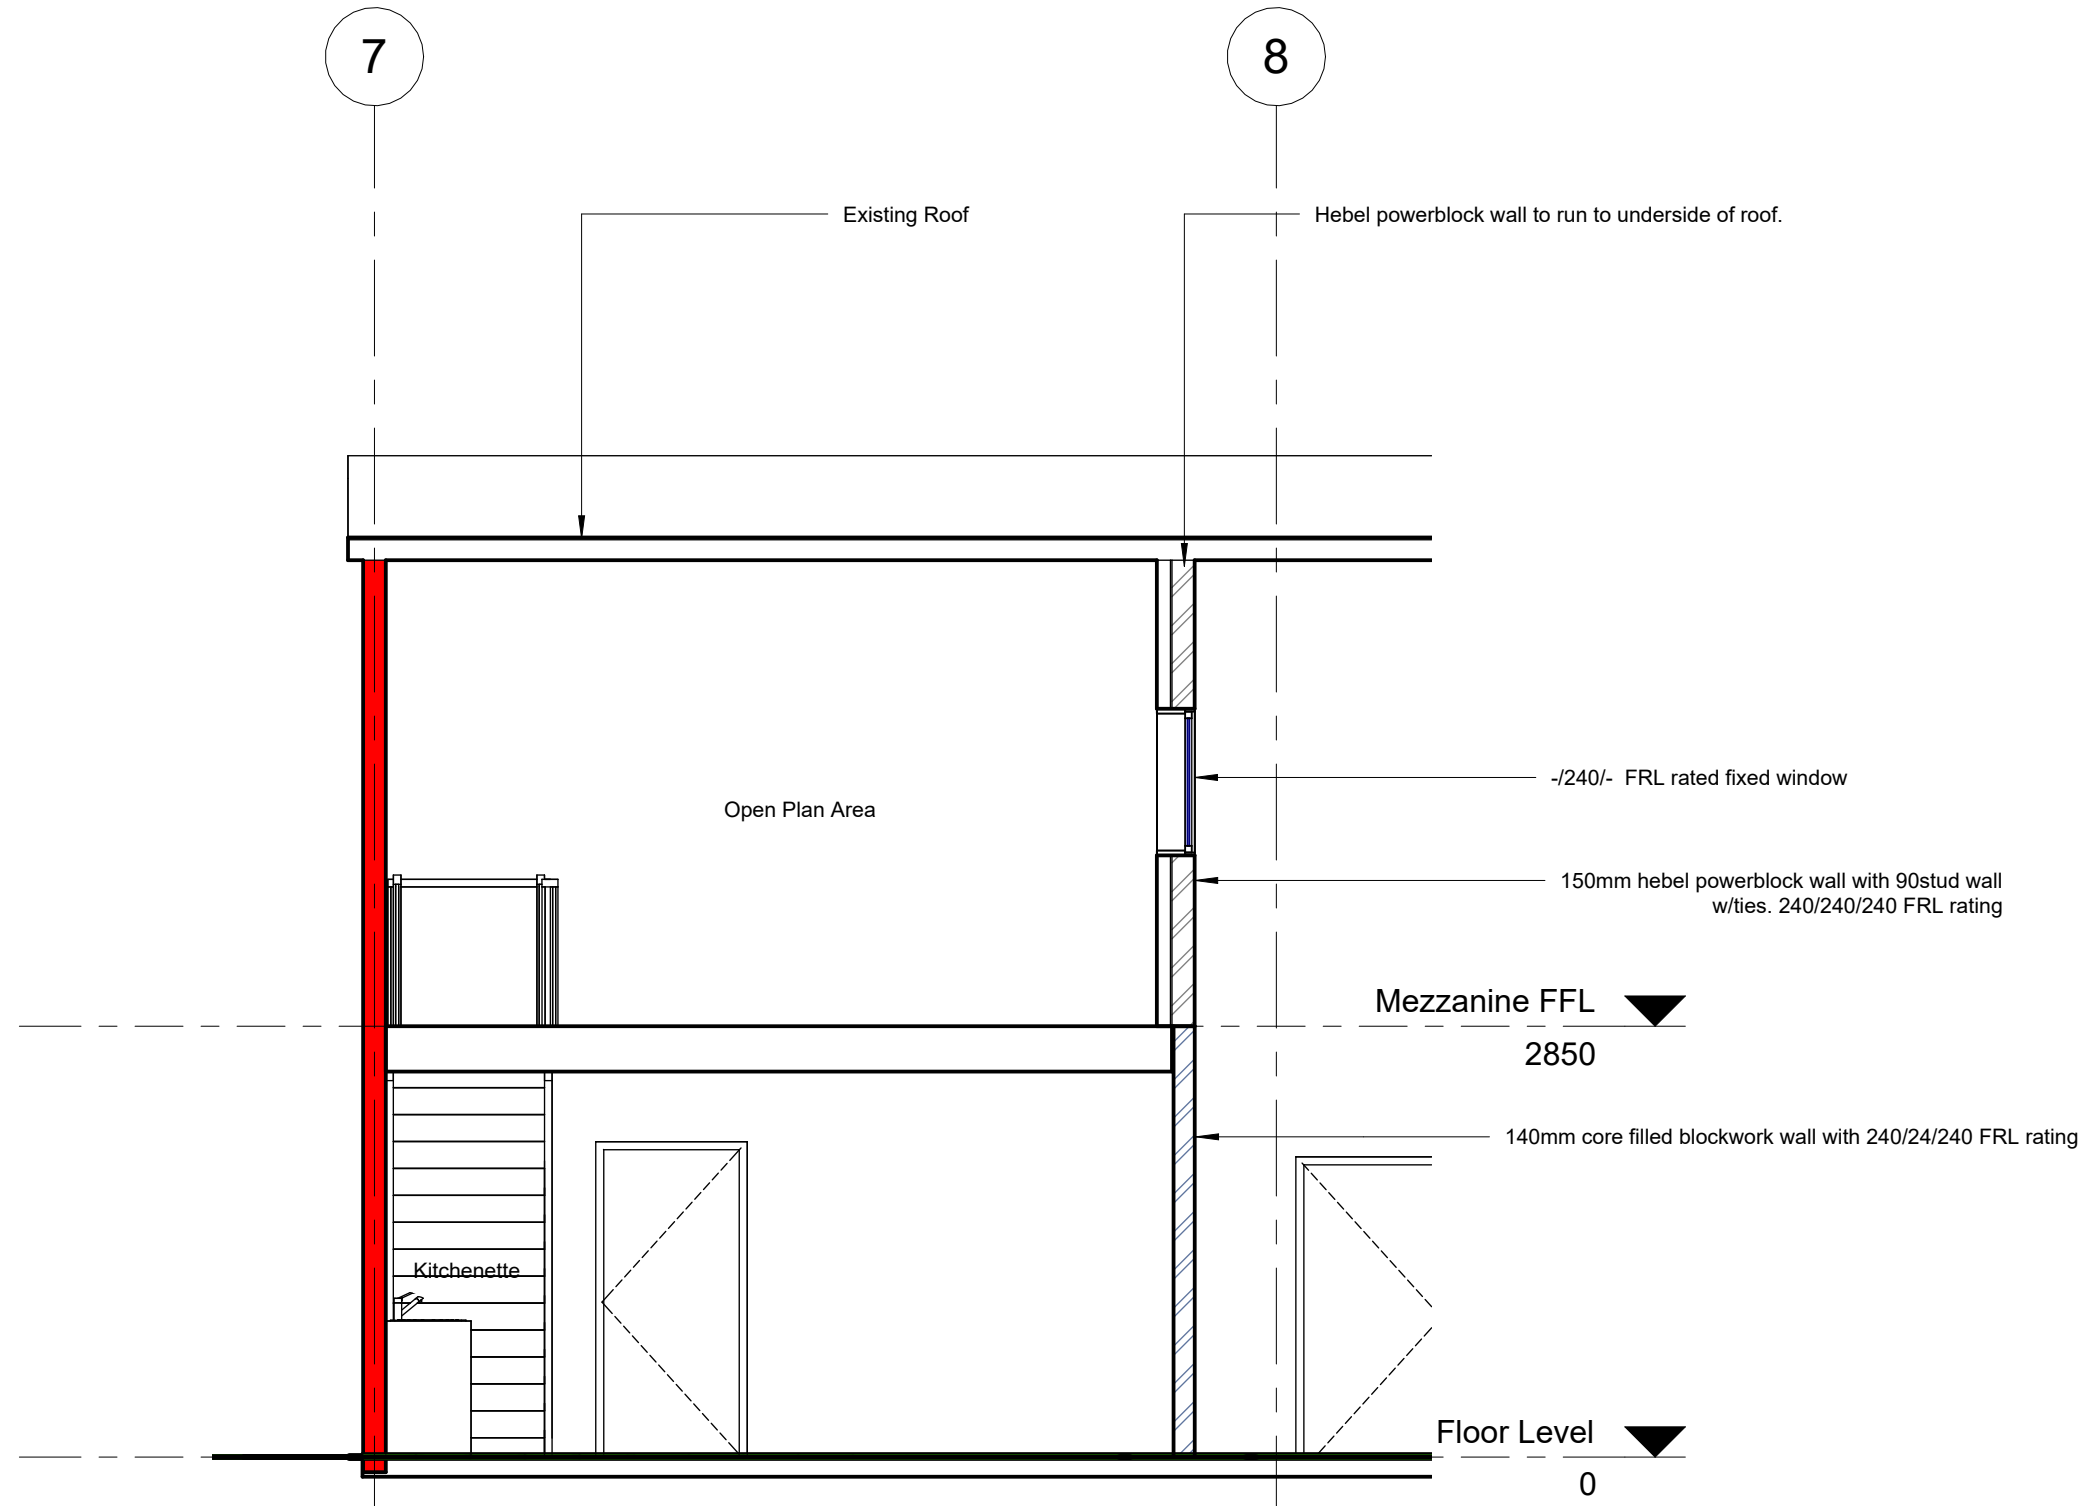 7
8
Existing Roof
Hebel powerblock wall to run to underside of roof.
-/240/-  FRL rated fixed window
Open Plan Area
150mm hebel powerblock wall with 90stud wall
w/ties. 240/240/240 FRL rating
Mezzanine FFL
2850
140mm core filled blockwork wall with 240/24/240 FRL rating
Kitchenette
Floor Level
0